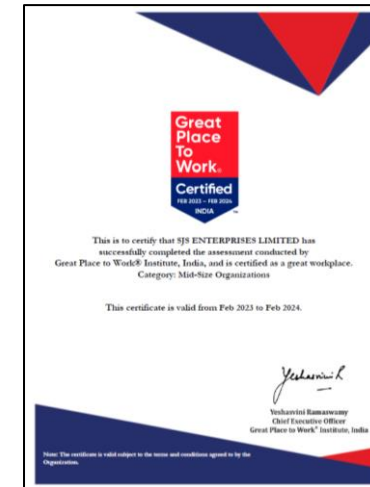 Great
Place
To
Work®
Certified
FEB 2023 – FEB 2024
INDIA
TM
This is to certify that SJS ENTERPRISES LIMITED has
successfully completed the assessment conducted by
Great Place to Work® Institute, India, and is certified as a great workplace.
Category: Mid-Size Organizations
This certificate is valid from Feb 2023 to Feb 2024.
Yeshasvini R
Yeshasvini Ramaswamy
Chief Executive Officer
Great Place to Work® Institute, India
Note: The certificate is valid subject to the terms and conditions agreed to by the
Organization.